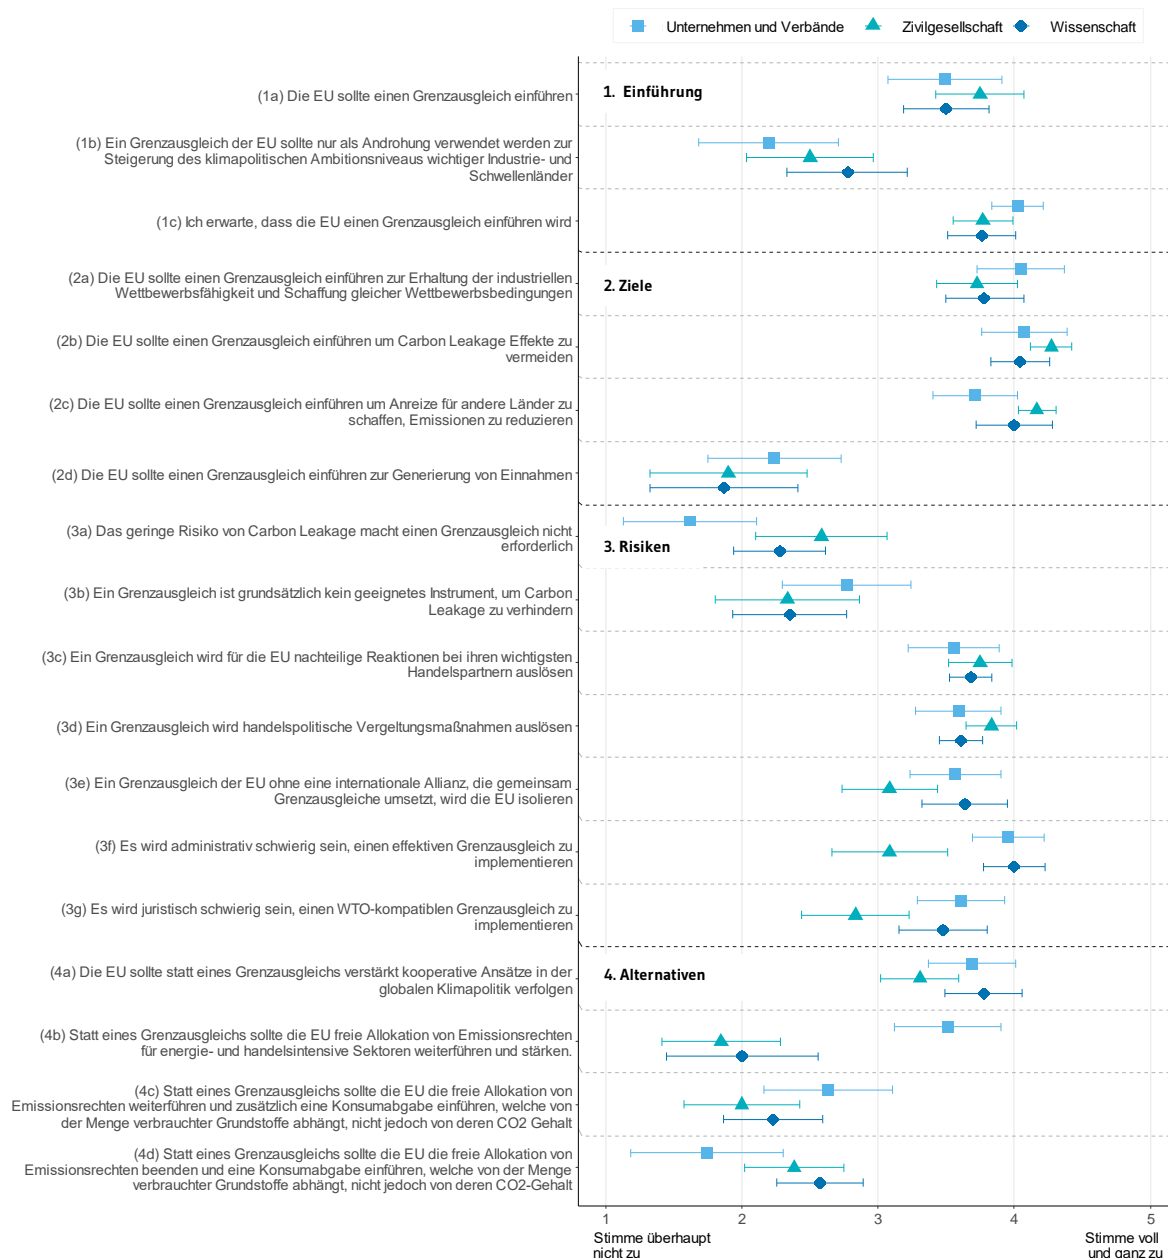 Unternehmen und Verbände Zivilgesellschaft Wissenschaft
1. Einführung
(1a) Die EU sollte einen Grenzausgleich einführen
(1b) Ein Grenzausgleich der EU sollte nur als Androhung verwendet werden zur
Steigerung des klimapolitischen Ambitionsniveaus wichtiger Industrie- und
Schwellenländer
(1c) Ich erwarte, dass die EU einen Grenzausgleich einführen wird
2. Ziele
(2a) Die EU sollte einen Grenzausgleich einführen zur Erhaltung der industriellen
Wettbewerbsfähigkeit und Schaffung gleicher Wettbewerbsbedingungen
(2b) Die EU sollte einen Grenzausgleich einführen um Carbon Leakage Effekte zu
vermeiden
(2c) Die EU sollte einen Grenzausgleich einführen um Anreize für andere Länder zu
schaffen, Emissionen zu reduzieren
(2d) Die EU sollte einen Grenzausgleich einführen zur Generierung von Einnahmen
3. Risiken
(3a) Das geringe Risiko von Carbon Leakage macht einen Grenzausgleich nicht
erforderlich
(3b) Ein Grenzausgleich ist grundsätzlich kein geeignetes Instrument, um Carbon
Leakage zu verhindern
(3c) Ein Grenzausgleich wird für die EU nachteilige Reaktionen bei ihren wichtigsten
Handelspartnern auslösen
(3d) Ein Grenzausgleich wird handelspolitische Vergeltungsmaßnahmen auslösen
(3e) Ein Grenzausgleich der EU ohne eine internationale Allianz, die gemeinsam
Grenzausgleiche umsetzt, wird die EU isolieren
(3f) Es wird administrativ schwierig sein, einen effektiven Grenzausgleich zu
implementieren
(3g) Es wird juristisch schwierig sein, einen WTO-kompatiblen Grenzausgleich zu
implementieren
4. Alternativen
(4a) Die EU sollte statt eines Grenzausgleichs verstärkt kooperative Ansätze in der
globalen Klimapolitik verfolgen
(4b) Statt eines Grenzausgleichs sollte die EU freie Allokation von Emissionsrechten
für energie- und handelsintensive Sektoren weiterführen und stärken.
(4c) Statt eines Grenzausgleichs sollte die EU die freie Allokation von
Emissionsrechten weiterführen und zusätzlich eine Konsumabgabe einführen, welche von
der Menge verbrauchter Grundstoffe abhängt, nicht jedoch von deren CO2 Gehalt
(4d) Statt eines Grenzausgleichs sollte die EU die freie Allokation von
Emissionsrechten beenden und eine Konsumabgabe einführen, welche von der Menge
verbrauchter Grundstoffe abhängt, nicht jedoch von deren CO2-Gehalt
1 2 3 4 5
Stimme überhaupt
nicht zu
Stimme voll
und ganz zu